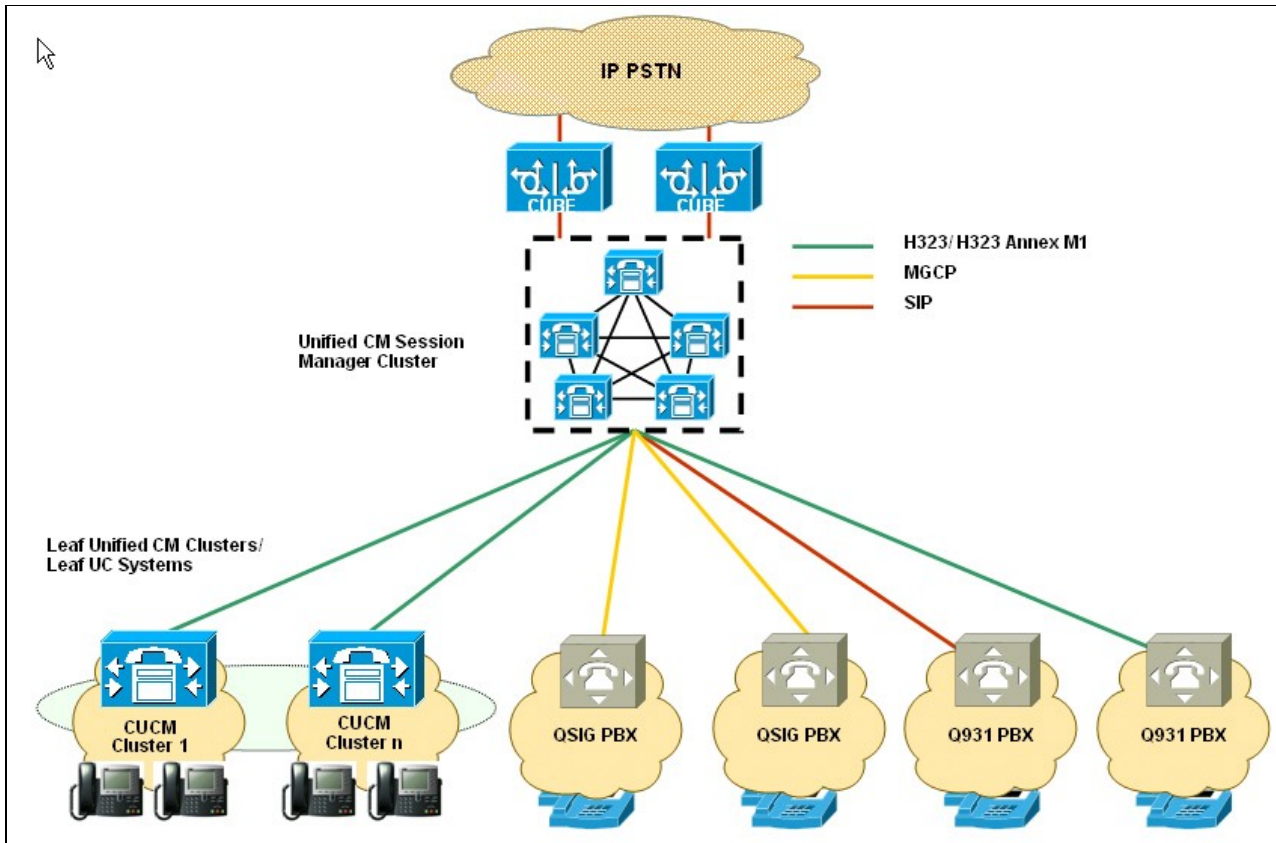 IP PSTN
CUBE
CUBE
H323/ H323 Annex M1
MGCP
SIP
Unified CM Session
Manager Cluster
Leaf Unified CM Clusters/
Leaf UC Systems
CUCM
Cluster 1
CUCM
Cluster n
QSIG PBX
QSIG PBX
Q931 PBX
Q931 PBX